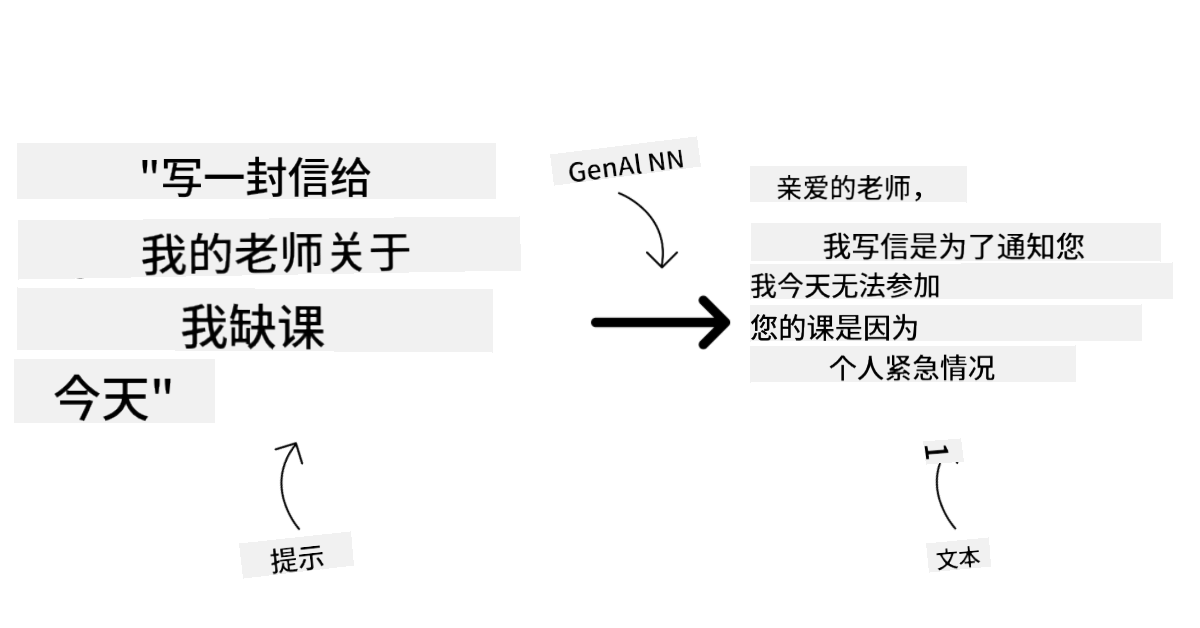 "写一封信给
我的老师关于
我缺课
今天"
提示
GenAl NN
亲爱的老师，
我写信是为了通知您
我今天无法参加
您的课是因为
个人紧急情况
1
文本